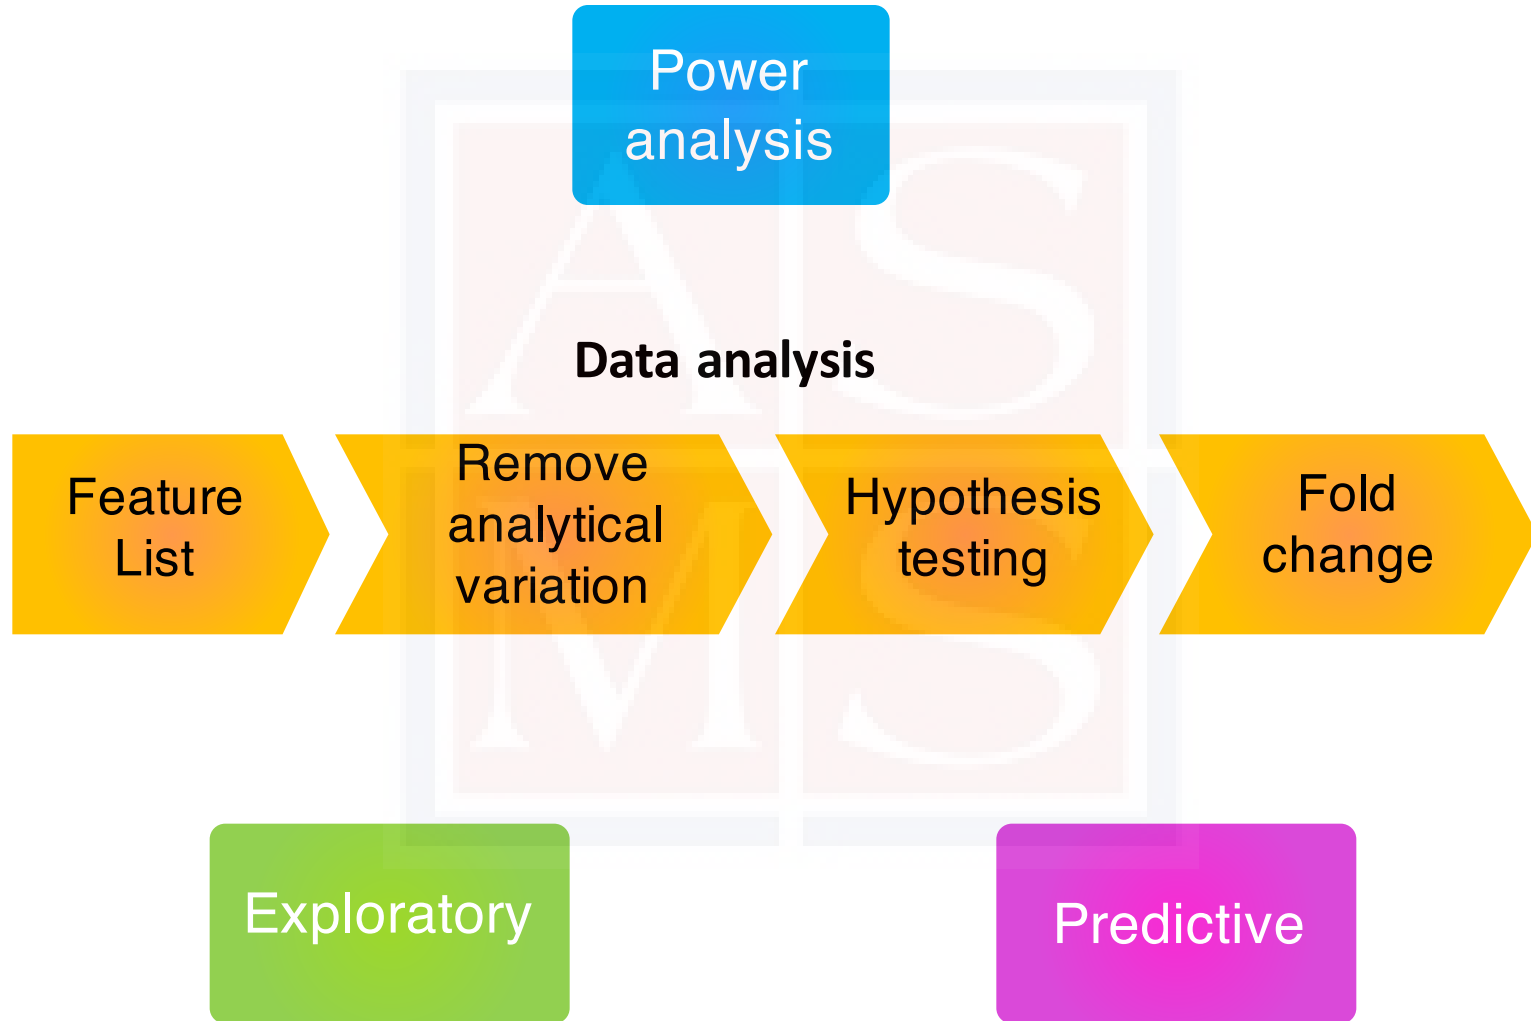 Power
analysis
A S
Data analysis
Feature
List
Remove
analytical
variation
Hypothesis
testing
Fold
change
M S
Exploratory
Predictive